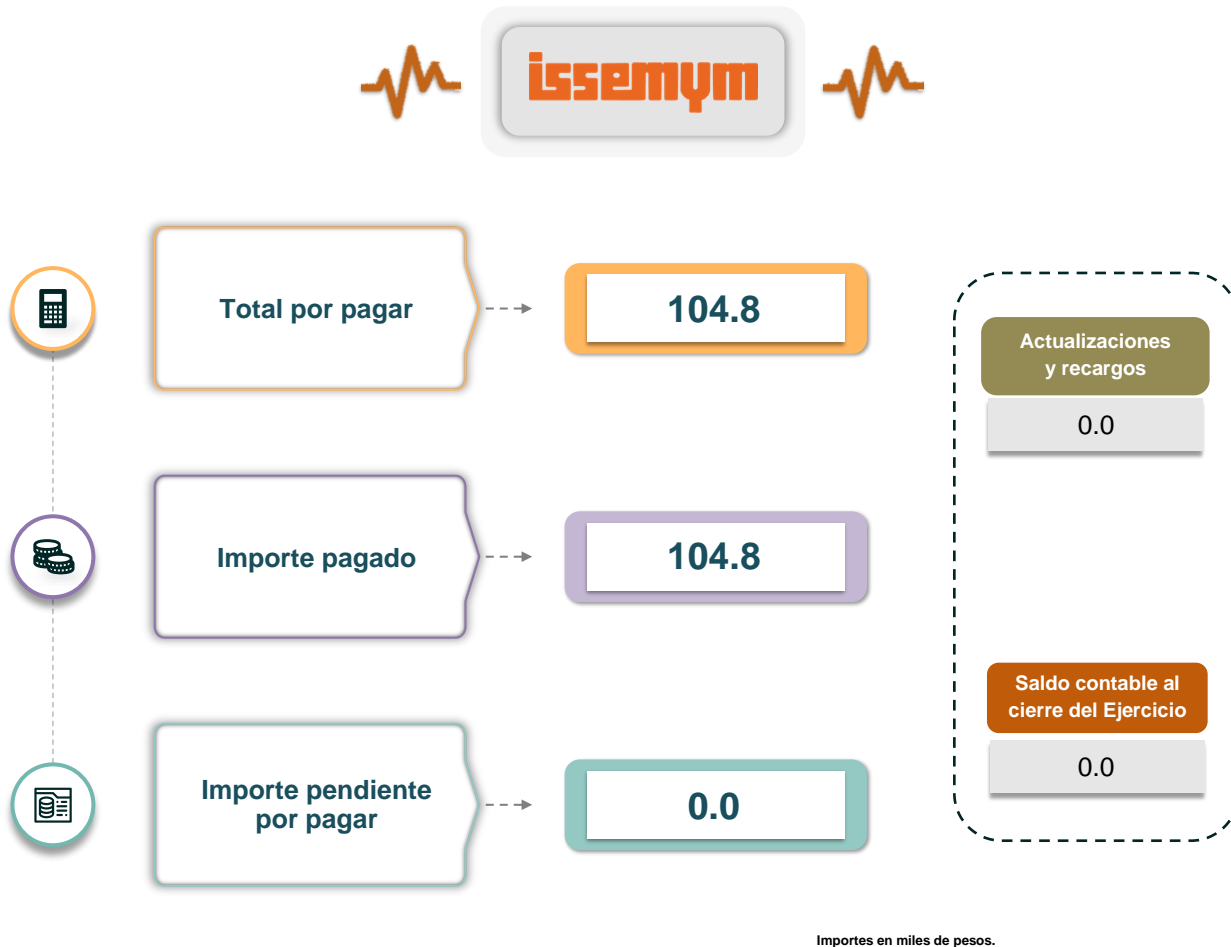 issemym
Total por pagar
104.8
Actualizaciones
y recargos
0.0
Importe pagado
104.8
Saldo contable al
cierre del Ejercicio
0.0
Importe pendiente
por pagar
0.0
Importes en miles de pesos.